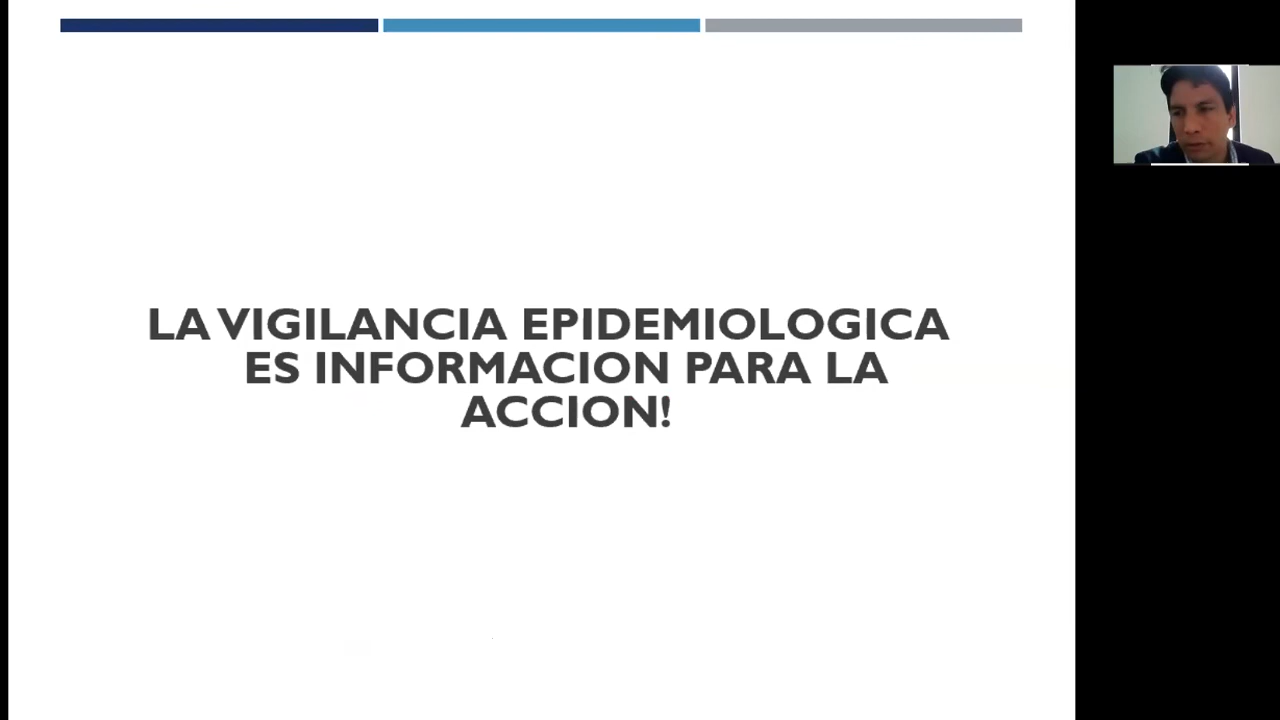 LA VIGILANCIA EPIDEMIOLOGICA
ES INFORMACION PARA LA
ACCION!